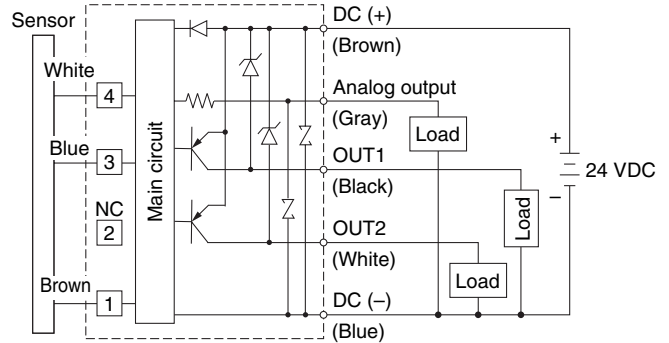 Sensor
White
4
Blue
3
NC
2
Brown
1
Main circuit
DC (+)
(Brown)
Analog output
(Gray)
Load
OUT1
(Black)
Load
OUT2
(White)
Load
DC (–)
(Blue)
+
24 VDC
–